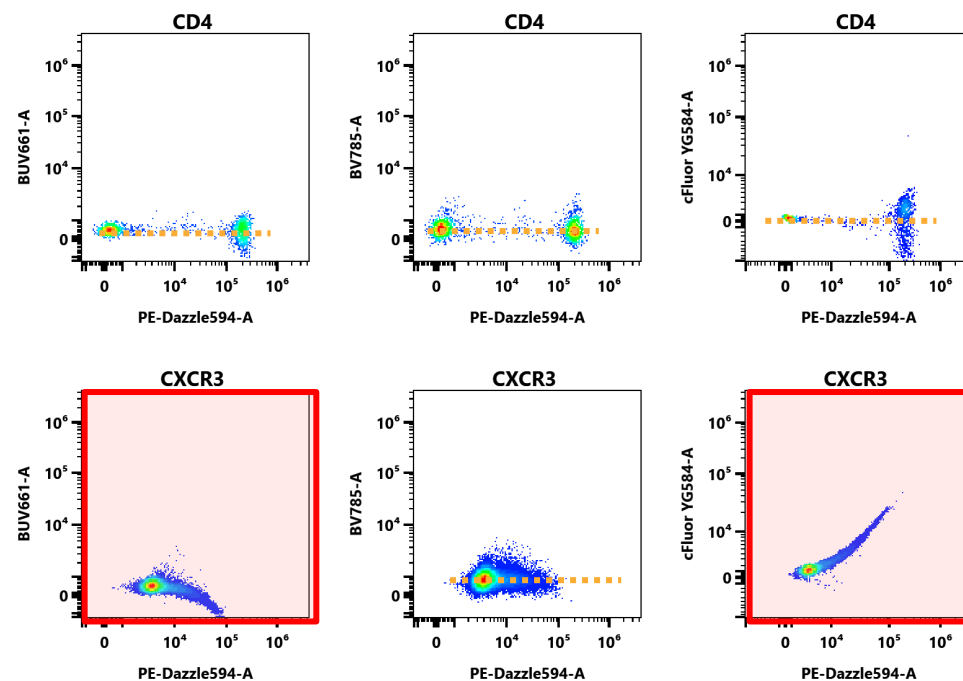 CD4
CD4
CD4
10⁶
10⁵
10⁴
0
BUV661-A
0
10⁴
10⁵
10⁶
PE-Dazzle594-A
10⁶
10⁵
10⁴
0
BV785-A
0
10⁴
10⁵
10⁶
PE-Dazzle594-A
10⁶
10⁵
10⁴
0
cFluor YG584-A
0
10⁴
10⁵
10⁶
PE-Dazzle594-A
CXCR3
CXCR3
CXCR3
10⁶
10⁵
10⁴
0
BUV661-A
0
10⁴
10⁵
10⁶
PE-Dazzle594-A
10⁶
10⁵
10⁴
0
BV785-A
0
10⁴
10⁵
10⁶
PE-Dazzle594-A
10⁶
10⁵
10⁴
0
cFluor YG584-A
0
10⁴
10⁵
10⁶
PE-Dazzle594-A